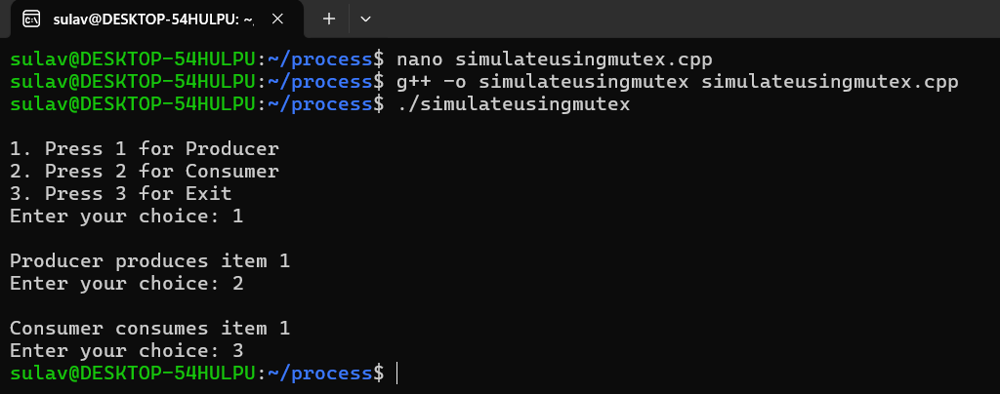 sulav@DESKTOP-54HULPU: ~
sulav@DESKTOP-54HULPU:~/process$ nano simulateusingmutex.cpp
sulav@DESKTOP-54HULPU:~/process$ g++ -o simulateusingmutex simulateusingmutex.cpp
sulav@DESKTOP-54HULPU:~/process$ ./simulateusingmutex
1. Press 1 for Producer
2. Press 2 for Consumer
3. Press 3 for Exit
Enter your choice: 1
Producer produces item 1
Enter your choice: 2
Consumer consumes item 1
Enter your choice: 3
sulav@DESKTOP-54HULPU:~/process$